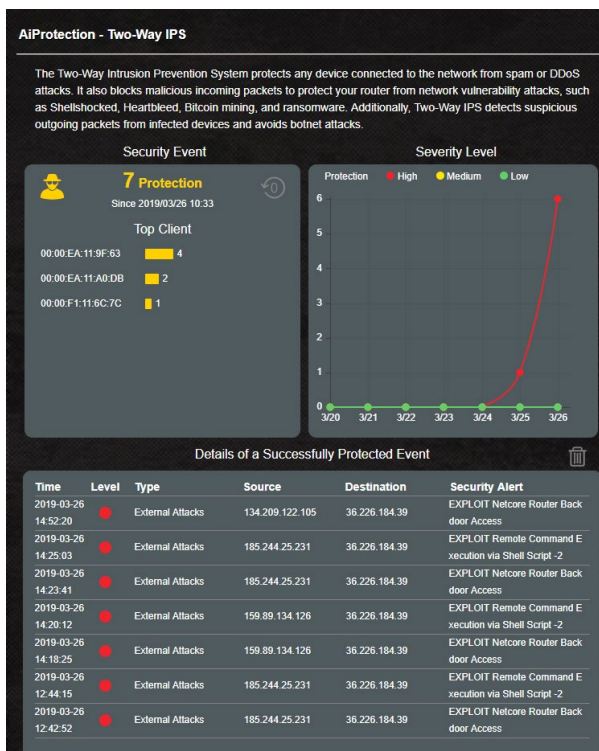 AiProtection - Two-Way IPS
The Two-Way Intrusion Prevention System protects any device connected to the network from spam or DDoS
attacks. It also blocks malicious incoming packets to protect your router from network vulnerability attacks, such
as Shellshocked, Heartbleed, Bitcoin mining, and ransomware. Additionally, Two-Way IPS detects suspicious
outgoing packets from infected devices and avoids botnet attacks.
Security Event
7 Protection
0
Since 2019/03/26 10:33
Top Client
00:00:EA:11:9F:63 4
00:00:EA:11:A0:DB 2
00:00:F1:11:6C:7C 1
Severity Level
Protection High Medium Low
6
5
4
3
2
1
0
3/20 3/21 3/22 3/23 3/24 3/25 3/26
Details of a Successfully Protected Event
Time Level Type Source Destination Security Alert
2019-03-26 EXPLOIT Netcore Router Back
14:52:20 External Attacks 134.209.122.105 36.226.184.39 door Access
2019-03-26 EXPLOIT Remote Command E
14:25:03 External Attacks 185.244.25.231 36.226.184.39 xecution via Shell Script -2
2019-03-26 EXPLOIT Netcore Router Back
14:23:41 External Attacks 185.244.25.231 36.226.184.39 door Access
2019-03-26 EXPLOIT Remote Command E
14:20:12 External Attacks 159.89.134.126 36.226.184.39 xecution via Shell Script -2
2019-03-26 EXPLOIT Netcore Router Back
14:18:25 External Attacks 159.89.134.126 36.226.184.39 door Access
2019-03-26 EXPLOIT Remote Command E
12:44:15 External Attacks 185.244.25.231 36.226.184.39 xecution via Shell Script -2
2019-03-26 EXPLOIT Netcore Router Back
12:42:52 External Attacks 185.244.25.231 36.226.184.39 door Access